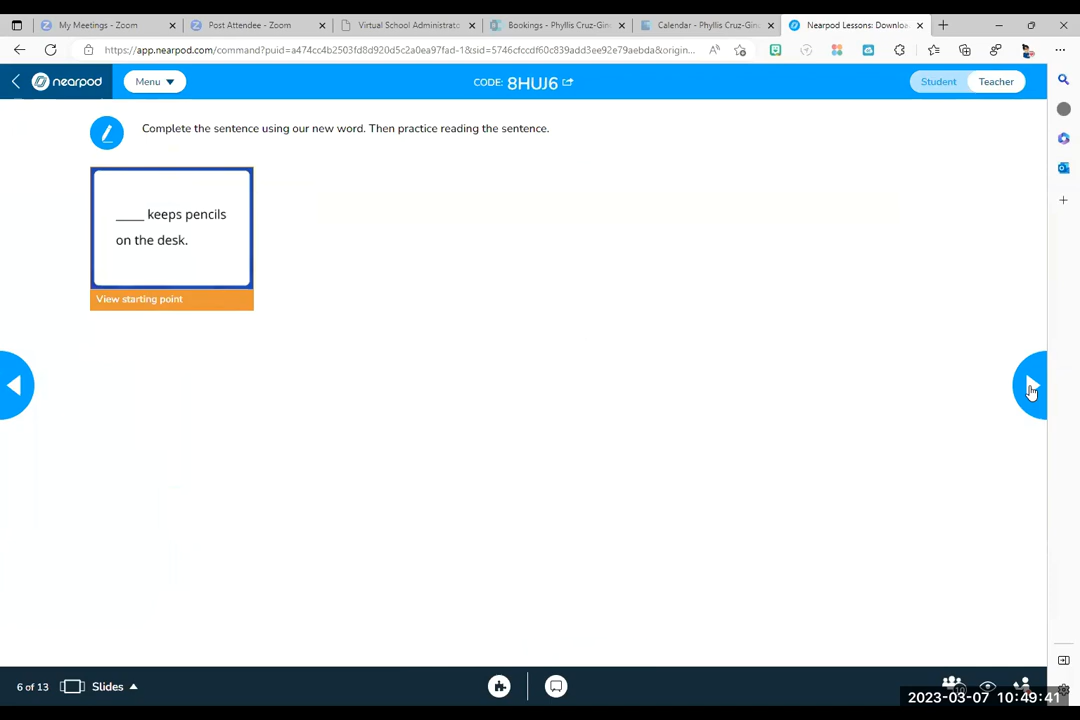 My Meetings - Zoom
Post Attendee - Zoom
Virtual School Administrato
Bookings - Phyllis Cruz-Gin
Calendar - Phyllis Cruz-Ginu
Nearpod Lessons: Downloa
https://app.nearpod.com/command?puid=a474cc4b2503fd8d920d5c2a0ea97fad-1&sid=5746cfccdf60c839add3ee92e79aebda&origin...
nearpod
Menu
CODE: 8HUJ6
Student
Teacher
Complete the sentence using our new word. Then practice reading the sentence.
_____ keeps pencils
on the desk.
View starting point
6 of 13
Slides
2023-03-07 10:49:41